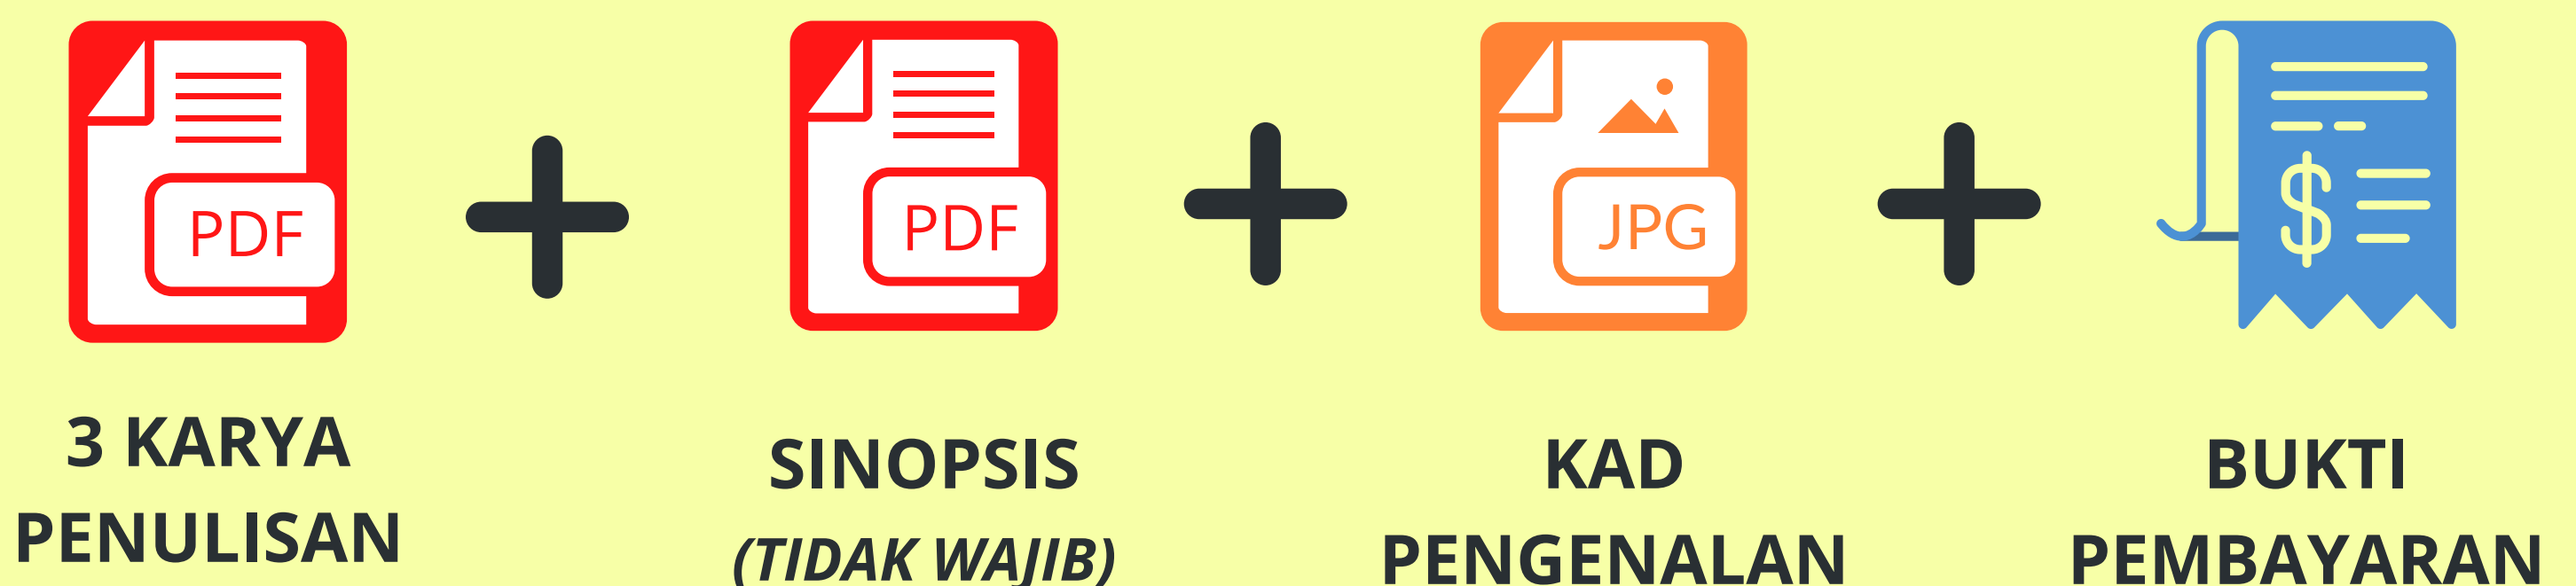 PDF
PDF
JPG
$
3 KARYA
PENULISAN
SINOPSIS
(TIDAK WAJIB)
KAD
PENGENALAN
BUKTI
PEMBAYARAN